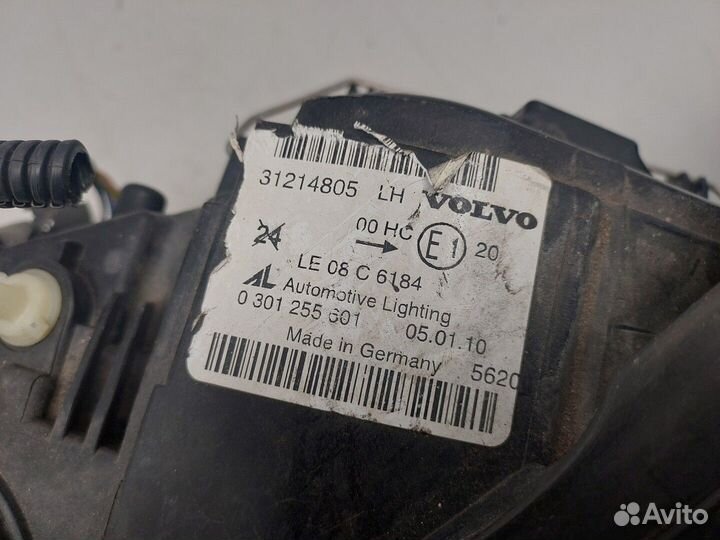 31214805 LH VOLVO
00 HC E1 20
24
LE 08 C 6184
AL Automotive Lighting
0 301 255 601 05.01.10
Made in Germany 5620
Avito